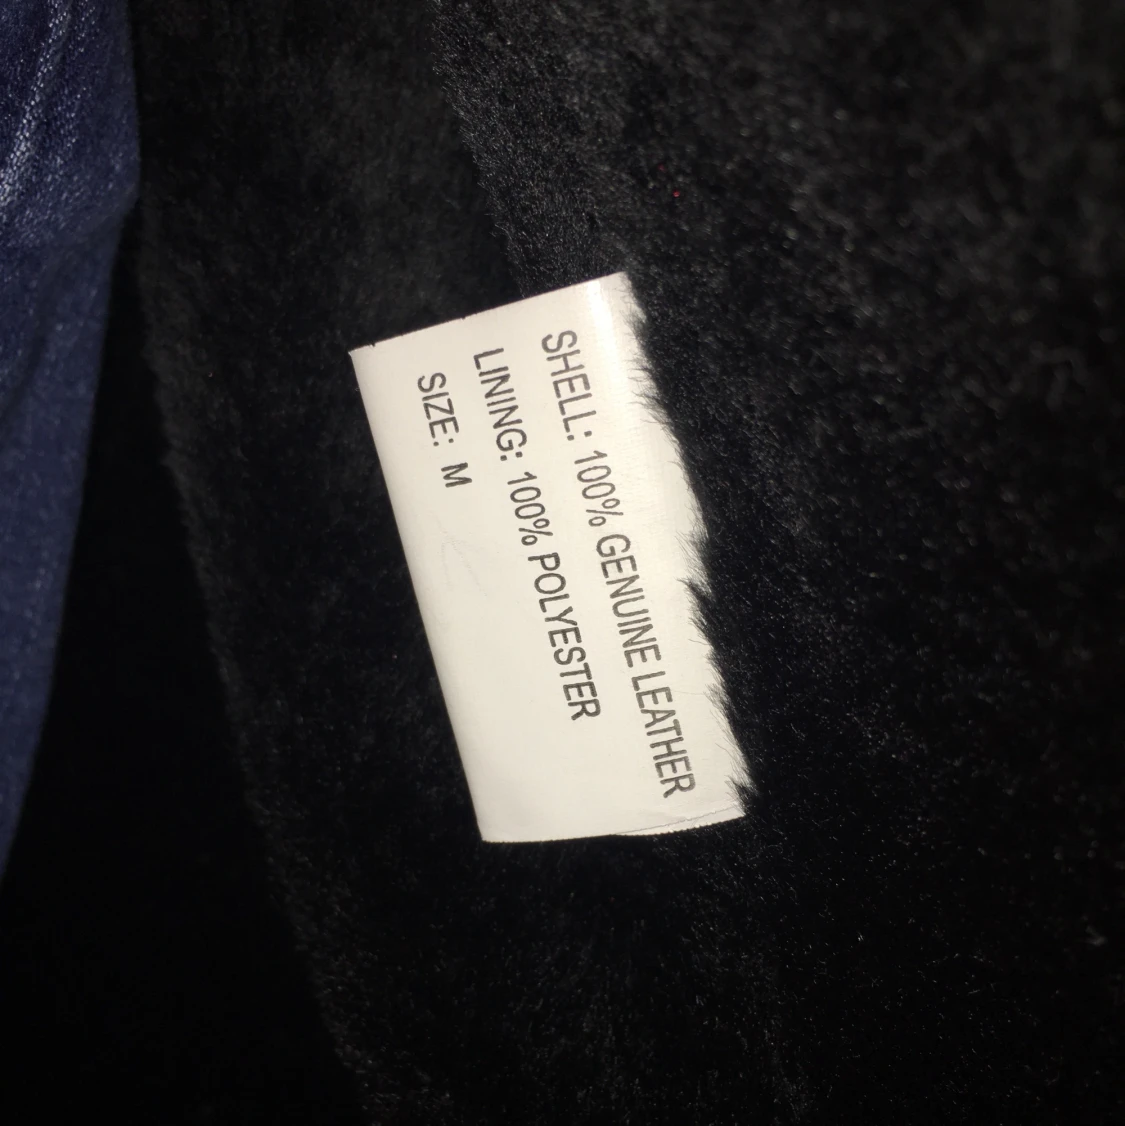 SHELL: 100% GENUINE LEATHER
LINING: 100% POLYESTER
SIZE: M